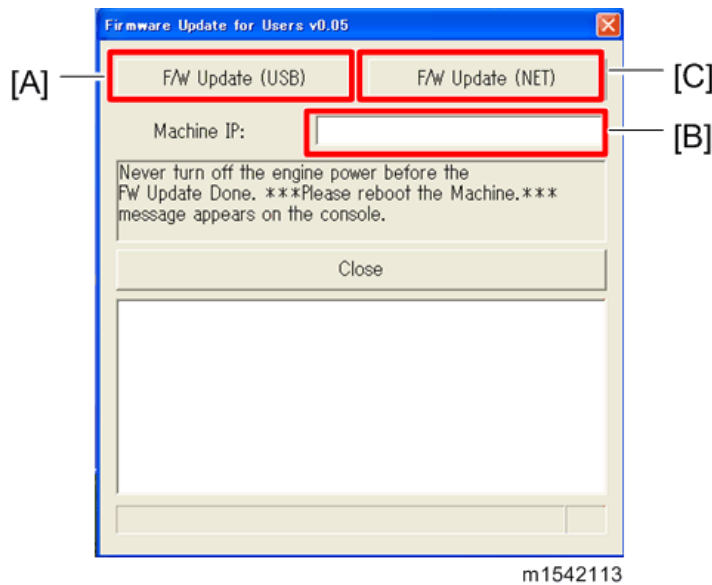 Firmware Update for Users v0.05
[A]
F/W Update (USB)
F/W Update (NET)
[C]
Machine IP:
[B]
Never turn off the engine power before the
FW Update Done. ***Please reboot the Machine.***
message appears on the console.
Close
m1542113